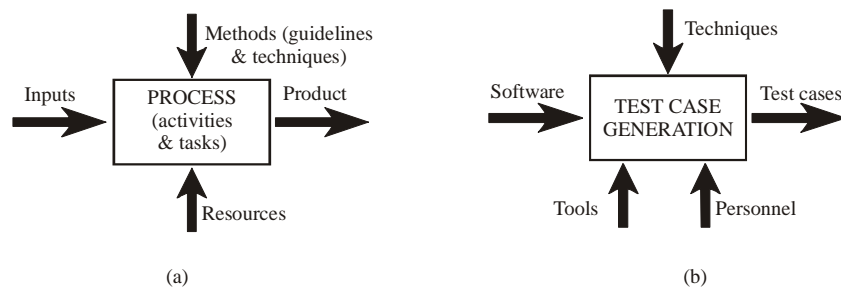 Methods (guidelines
& techniques)
Inputs
PROCESS
(activities
& tasks)
Product
Resources
(a)
Techniques
Software
TEST CASE
GENERATION
Test cases
Tools
Personnel
(b)